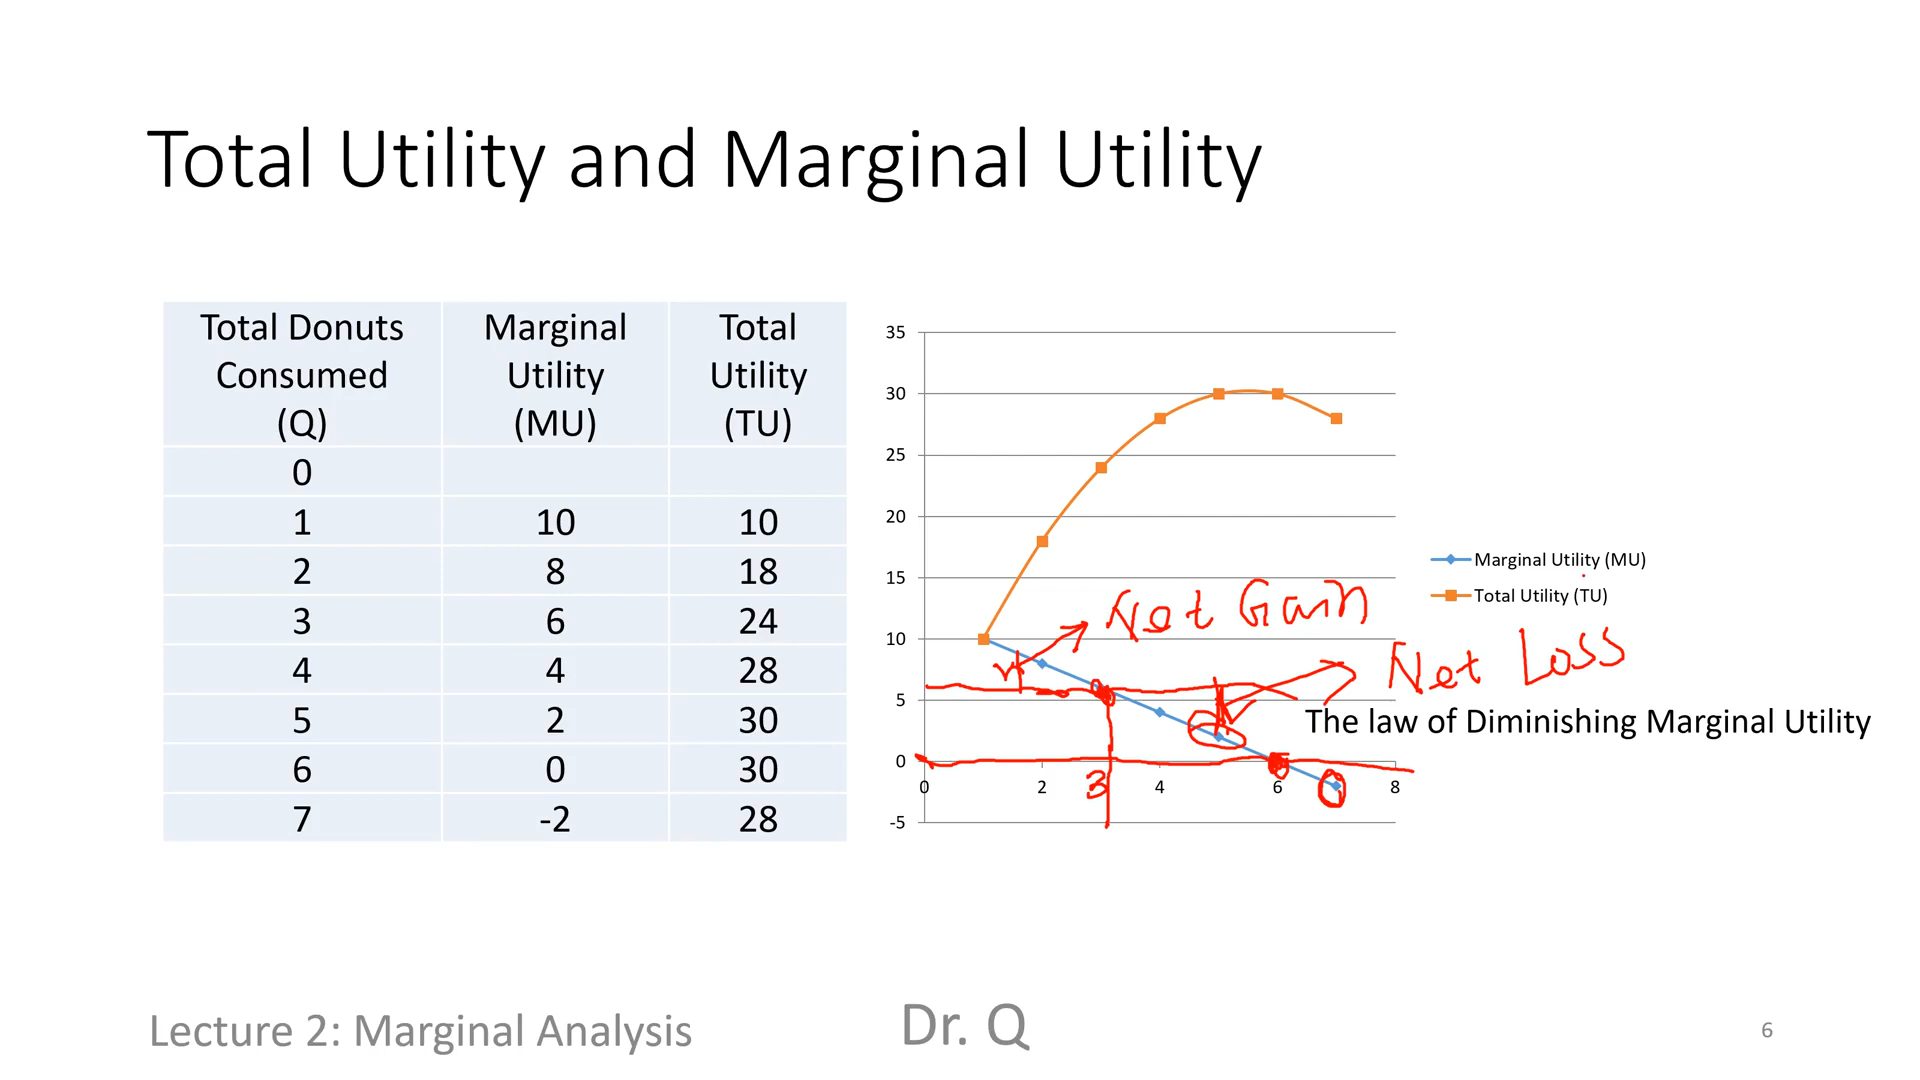 Total Utility and Marginal Utility
Total Donuts Consumed (Q) Marginal Utility (MU) Total Utility (TU)
0
1 10 10
2 8 18
3 6 24
4 4 28
5 2 30
6 0 30
7 -2 28
35
30
25
20
15
10
5
0
-5
0 2 4 6 8
3
Marginal Utility (MU)
Total Utility (TU)
Net Gain
Net Loss
The law of Diminishing Marginal Utility
Lecture 2: Marginal Analysis
Dr. Q
6